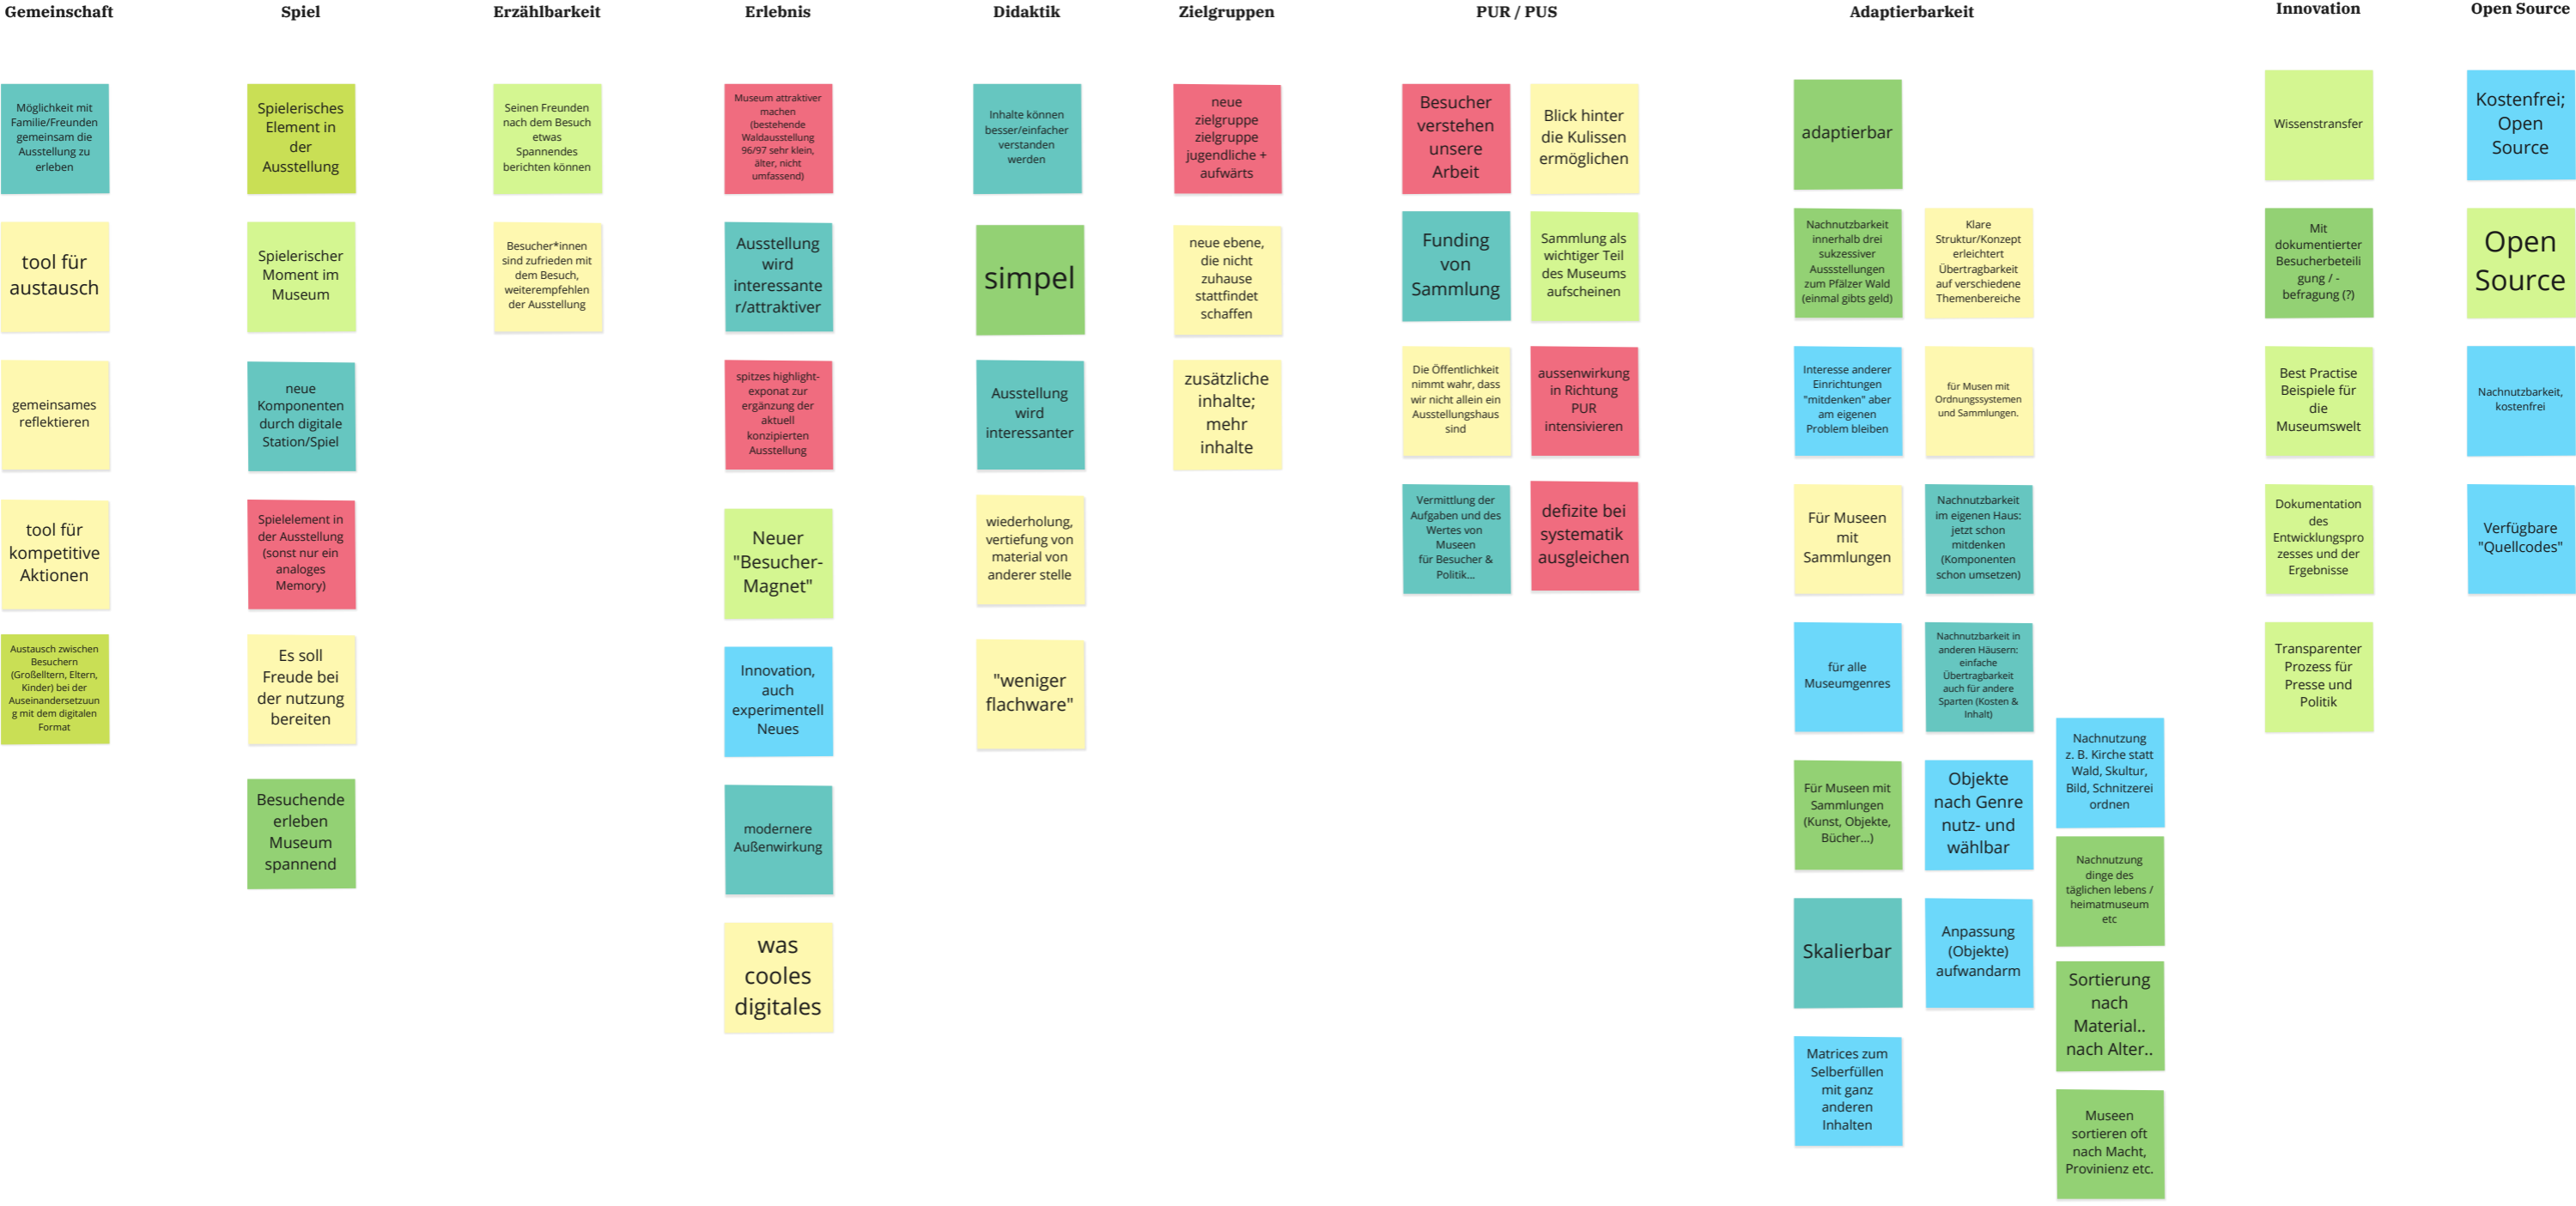 Gemeinschaft
Möglichkeit mit
Familie/Freunden
gemeinsam die
Ausstellung zu
erleben
tool für
austausch
gemeinsames
reflektieren
tool für
kompetitive
Aktionen
Austausch zwischen
Besuchern
(Großelltern, Eltern,
Kinder) bei der
Auseinandersetzuun
g mit dem digitalen
Format
Spiel
Spielerisches
Element in
der
Ausstellung
Spielerischer
Moment im
Museum
neue
Komponenten
durch digitale
Station/Spiel
Spielelement in
der Ausstellung
(sonst nur ein
analoges
Memory)
Es soll
Freude bei
der nutzung
bereiten
Besuchende
erleben
Museum
spannend
Erzählbarkeit
Seinen Freunden
nach dem Besuch
etwas
Spannendes
berichten können
Besucher*innen
sind zufrieden mit
dem Besuch,
weiterempfehlen
der Ausstellung
Erlebnis
Museum attraktiver
machen
(bestehende
Waldausstellung
96/97 sehr klein,
älter, nicht
umfassend)
Ausstellung
wird
interessante
r/attraktiver
spitzes highlight-
exponat zur
ergänzung der
aktuell
konzipierten
Ausstellung
Neuer
"Besucher-
Magnet"
Innovation,
auch
experimentell
Neues
modernere
Außenwirkung
was
cooles
digitales
Didaktik
Inhalte können
besser/einfacher
verstanden
werden
simpel
Ausstellung
wird
interessanter
wiederholung,
vertiefung von
material von
anderer stelle
"weniger
flachware"
Zielgruppen
neue
zielgruppe
zielgruppe
jugendliche +
aufwärts
neue ebene,
die nicht
zuhause
stattfindet
schaffen
zusätzliche
inhalte;
mehr
inhalte
PUR / PUS
Besucher
verstehen
unsere
Arbeit
Blick hinter
die Kulissen
ermöglichen
Funding
von
Sammlung
Sammlung als
wichtiger Teil
des Museums
aufscheinen
Die Öffentlichkeit
nimmt wahr, dass
wir nicht allein ein
Ausstellungshaus
sind
aussenwirkung
in Richtung
PUR
intensivieren
Vermittlung der
Aufgaben und des
Wertes von
Museen
für Besucher &
Politik...
defizite bei
systematik
ausgleichen
Adaptierbarkeit
adaptierbar
Nachnutzbarkeit
innerhalb drei
sukzessiver
Aussstellungen
zum Pfälzer Wald
(einmal gibts geld)
Klare
Struktur/Konzept
erleichtert
Übertragbarkeit
auf verschiedene
Themenbereiche
Interesse anderer
Einrichtungen
"mitdenken" aber
am eigenen
Problem bleiben
für Musen mit
Ordnungssystemen
und Sammlungen.
Für Museen
mit
Sammlungen
Nachnutzbarkeit
im eigenen Haus:
jetzt schon
mitdenken
(Komponenten
schon umsetzen)
für alle
Museumgenres
Nachnutzbarkeit in
anderen Häusern:
einfache
Übertragbarkeit
auch für andere
Sparten (Kosten &
Inhalt)
Für Museen mit
Sammlungen
(Kunst, Objekte,
Bücher...)
Objekte
nach Genre
nutz- und
wählbar
Skalierbar
Anpassung
(Objekte)
aufwandarm
Matrices zum
Selberfüllen
mit ganz
anderen
Inhalten
Nachnutzung
z. B. Kirche statt
Wald, Skultur,
Bild, Schnitzerei
ordnen
Nachnutzung
dinge des
täglichen lebens /
heimatmuseum
etc
Sortierung
nach
Material..
nach Alter..
Museen
sortieren oft
nach Macht,
Provinienz etc.
Innovation
Wissenstransfer
Mit
dokumentierter
Besucherbeteili
gung / -
befragung (?)
Best Practise
Beispiele für
die
Museumswelt
Dokumentation
des
Entwicklungspro
zesses und der
Ergebnisse
Transparenter
Prozess für
Presse und
Politik
Open Source
Kostenfrei;
Open
Source
Open
Source
Nachnutzbarkeit,
kostenfrei
Verfügbare
"Quellcodes"